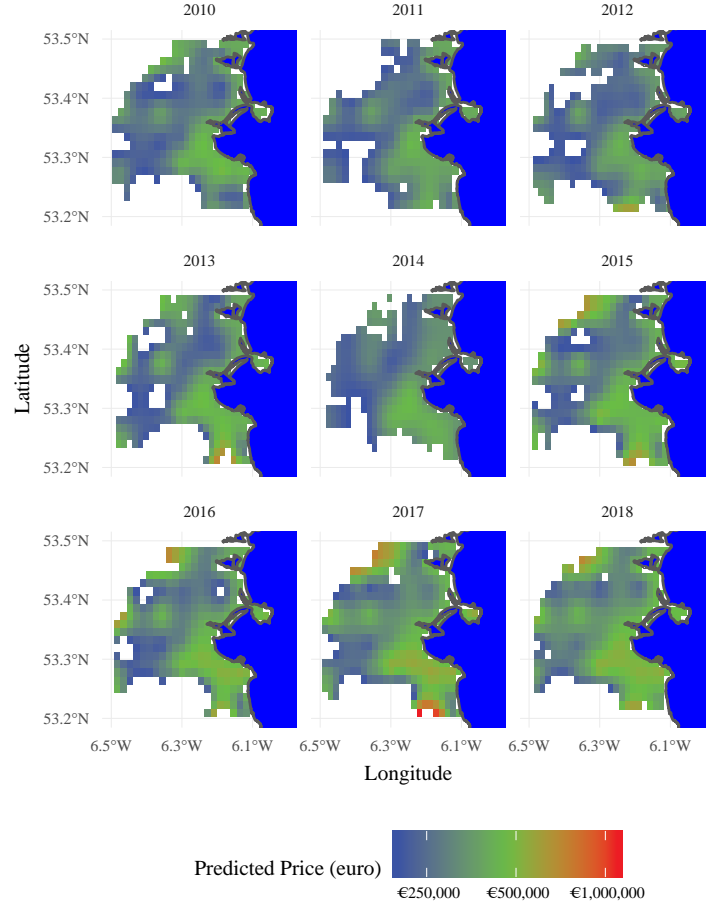 2010 2011 2012
53.5°N
53.4°N
53.3°N
53.2°N
2013 2014 2015
53.5°N
53.4°N
53.3°N
53.2°N
2016 2017 2018
53.5°N
53.4°N
53.3°N
53.2°N
6.5°W 6.3°W 6.1°W 6.5°W 6.3°W 6.1°W 6.5°W 6.3°W 6.1°W
Latitude
Longitude
Predicted Price (euro)
€250,000 €500,000 €1,000,000